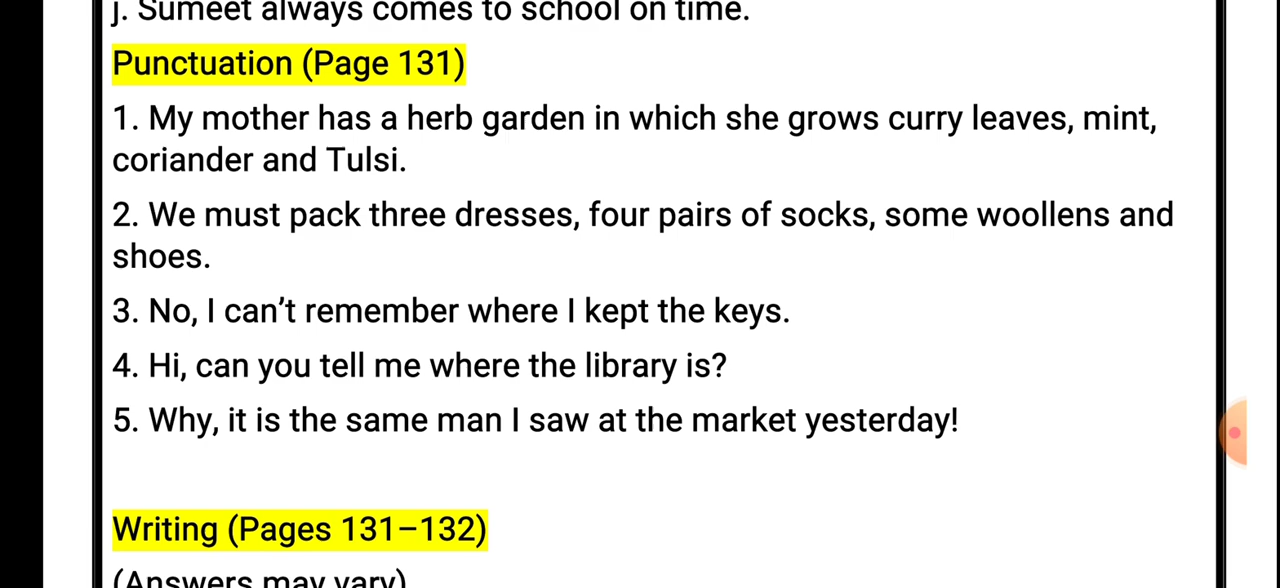 j. Sumeet always comes to school on time.
Punctuation (Page 131)
1. My mother has a herb garden in which she grows curry leaves, mint,
coriander and Tulsi.
2. We must pack three dresses, four pairs of socks, some woollens and
shoes.
3. No, I can’t remember where I kept the keys.
4. Hi, can you tell me where the library is?
5. Why, it is the same man I saw at the market yesterday!
Writing (Pages 131–132)
(Answers may vary)